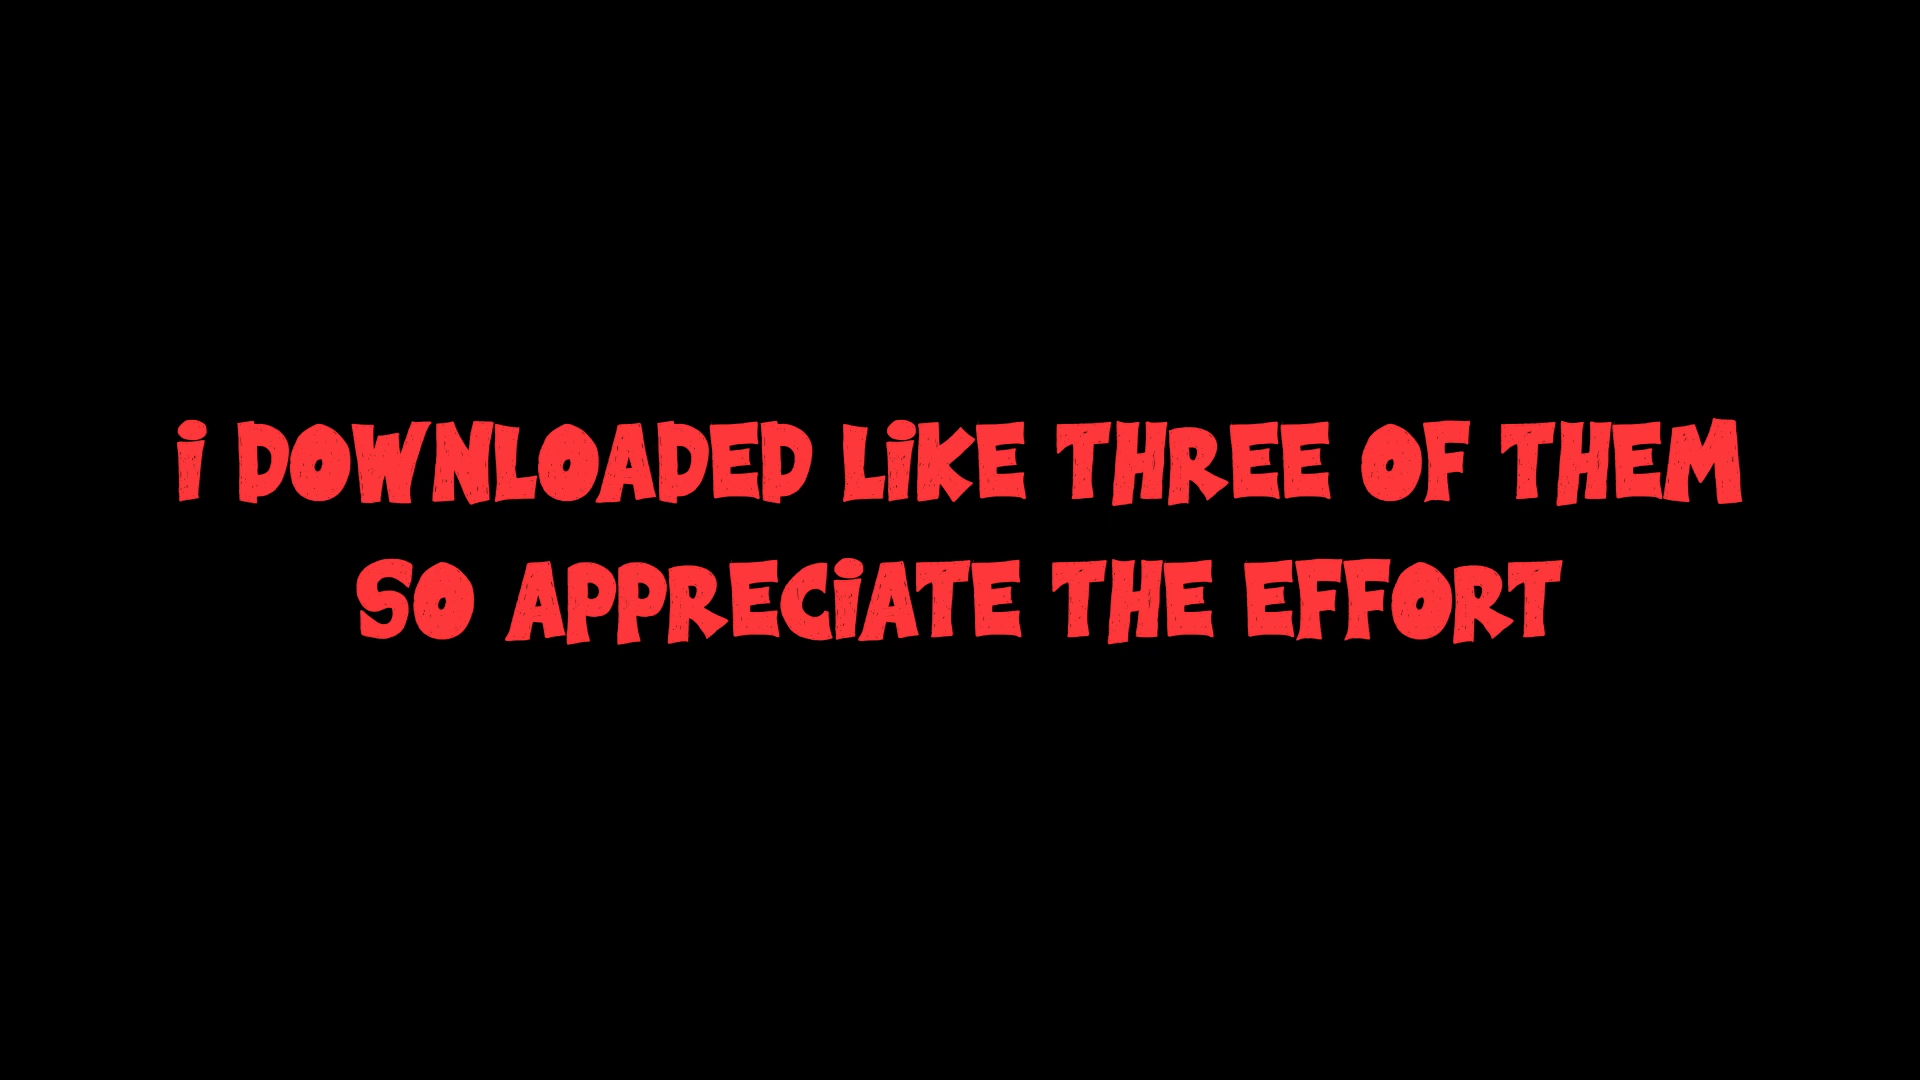 i DOWNLOADED LiKE THREE OF THEM
SO APPRECiATE THE EFFORT